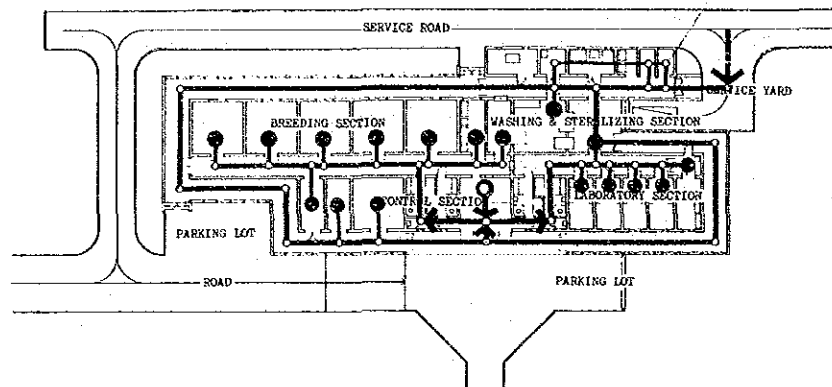 SERVICE ROAD
SERVICE YARD
BREEDING SECTION
WASHING & STERILIZING SECTION
CONTROL SECTION
LABORATORY SECTION
PARKING LOT
ROAD
PARKING LOT